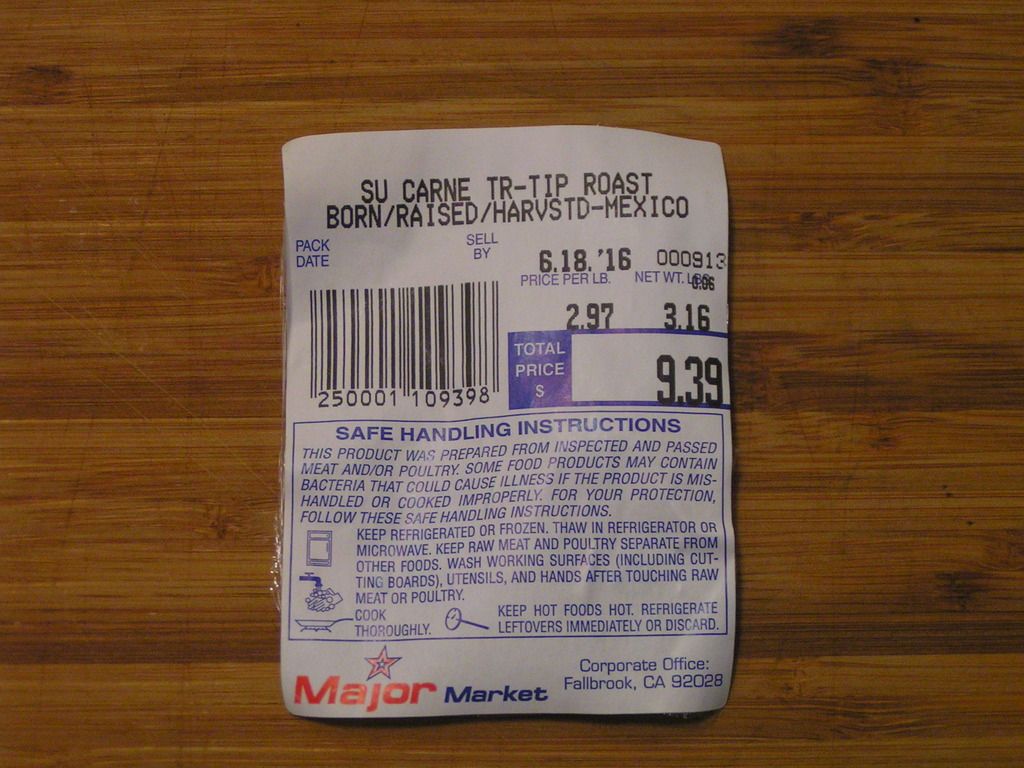 SU CARNE TR-TIP ROAST
BORN/RAISED/HARVSTD-MEXICO
PACK DATE
SELL BY
6.18.'16 000913
PRICE PER LB. NET WT.
0.06
2.97 3.16
TOTAL PRICE $
9.39
250001 109398
SAFE HANDLING INSTRUCTIONS
THIS PRODUCT WAS PREPARED FROM INSPECTED AND PASSED
MEAT AND/OR POULTRY. SOME FOOD PRODUCTS MAY CONTAIN
BACTERIA THAT COULD CAUSE ILLNESS IF THE PRODUCT IS MIS-
HANDLED OR COOKED IMPROPERLY. FOR YOUR PROTECTION,
FOLLOW THESE SAFE HANDLING INSTRUCTIONS.
KEEP REFRIGERATED OR FROZEN. THAW IN REFRIGERATOR OR
MICROWAVE. KEEP RAW MEAT AND POULTRY SEPARATE FROM
OTHER FOODS. WASH WORKING SURFACES (INCLUDING CUT-
TING BOARDS), UTENSILS, AND HANDS AFTER TOUCHING RAW
MEAT OR POULTRY.
COOK
THOROUGHLY.
KEEP HOT FOODS HOT. REFRIGERATE
LEFTOVERS IMMEDIATELY OR DISCARD.
Major Market
Corporate Office:
Fallbrook, CA 92028